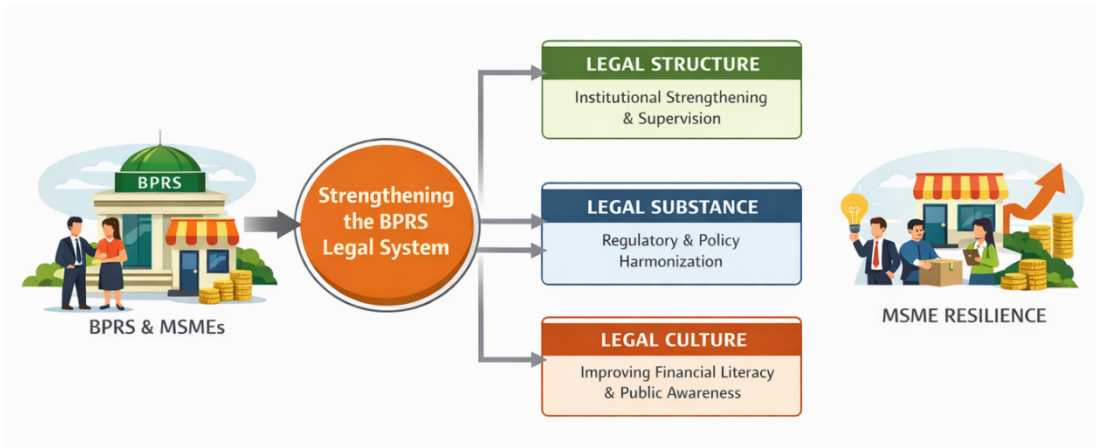 BPRS
BPRS & MSMEs
Strengthening
the BPRS
Legal System
LEGAL STRUCTURE
Institutional Strengthening
& Supervision
LEGAL SUBSTANCE
Regulatory & Policy
Harmonization
LEGAL CULTURE
Improving Financial Literacy
& Public Awareness
MSME RESILIENCE